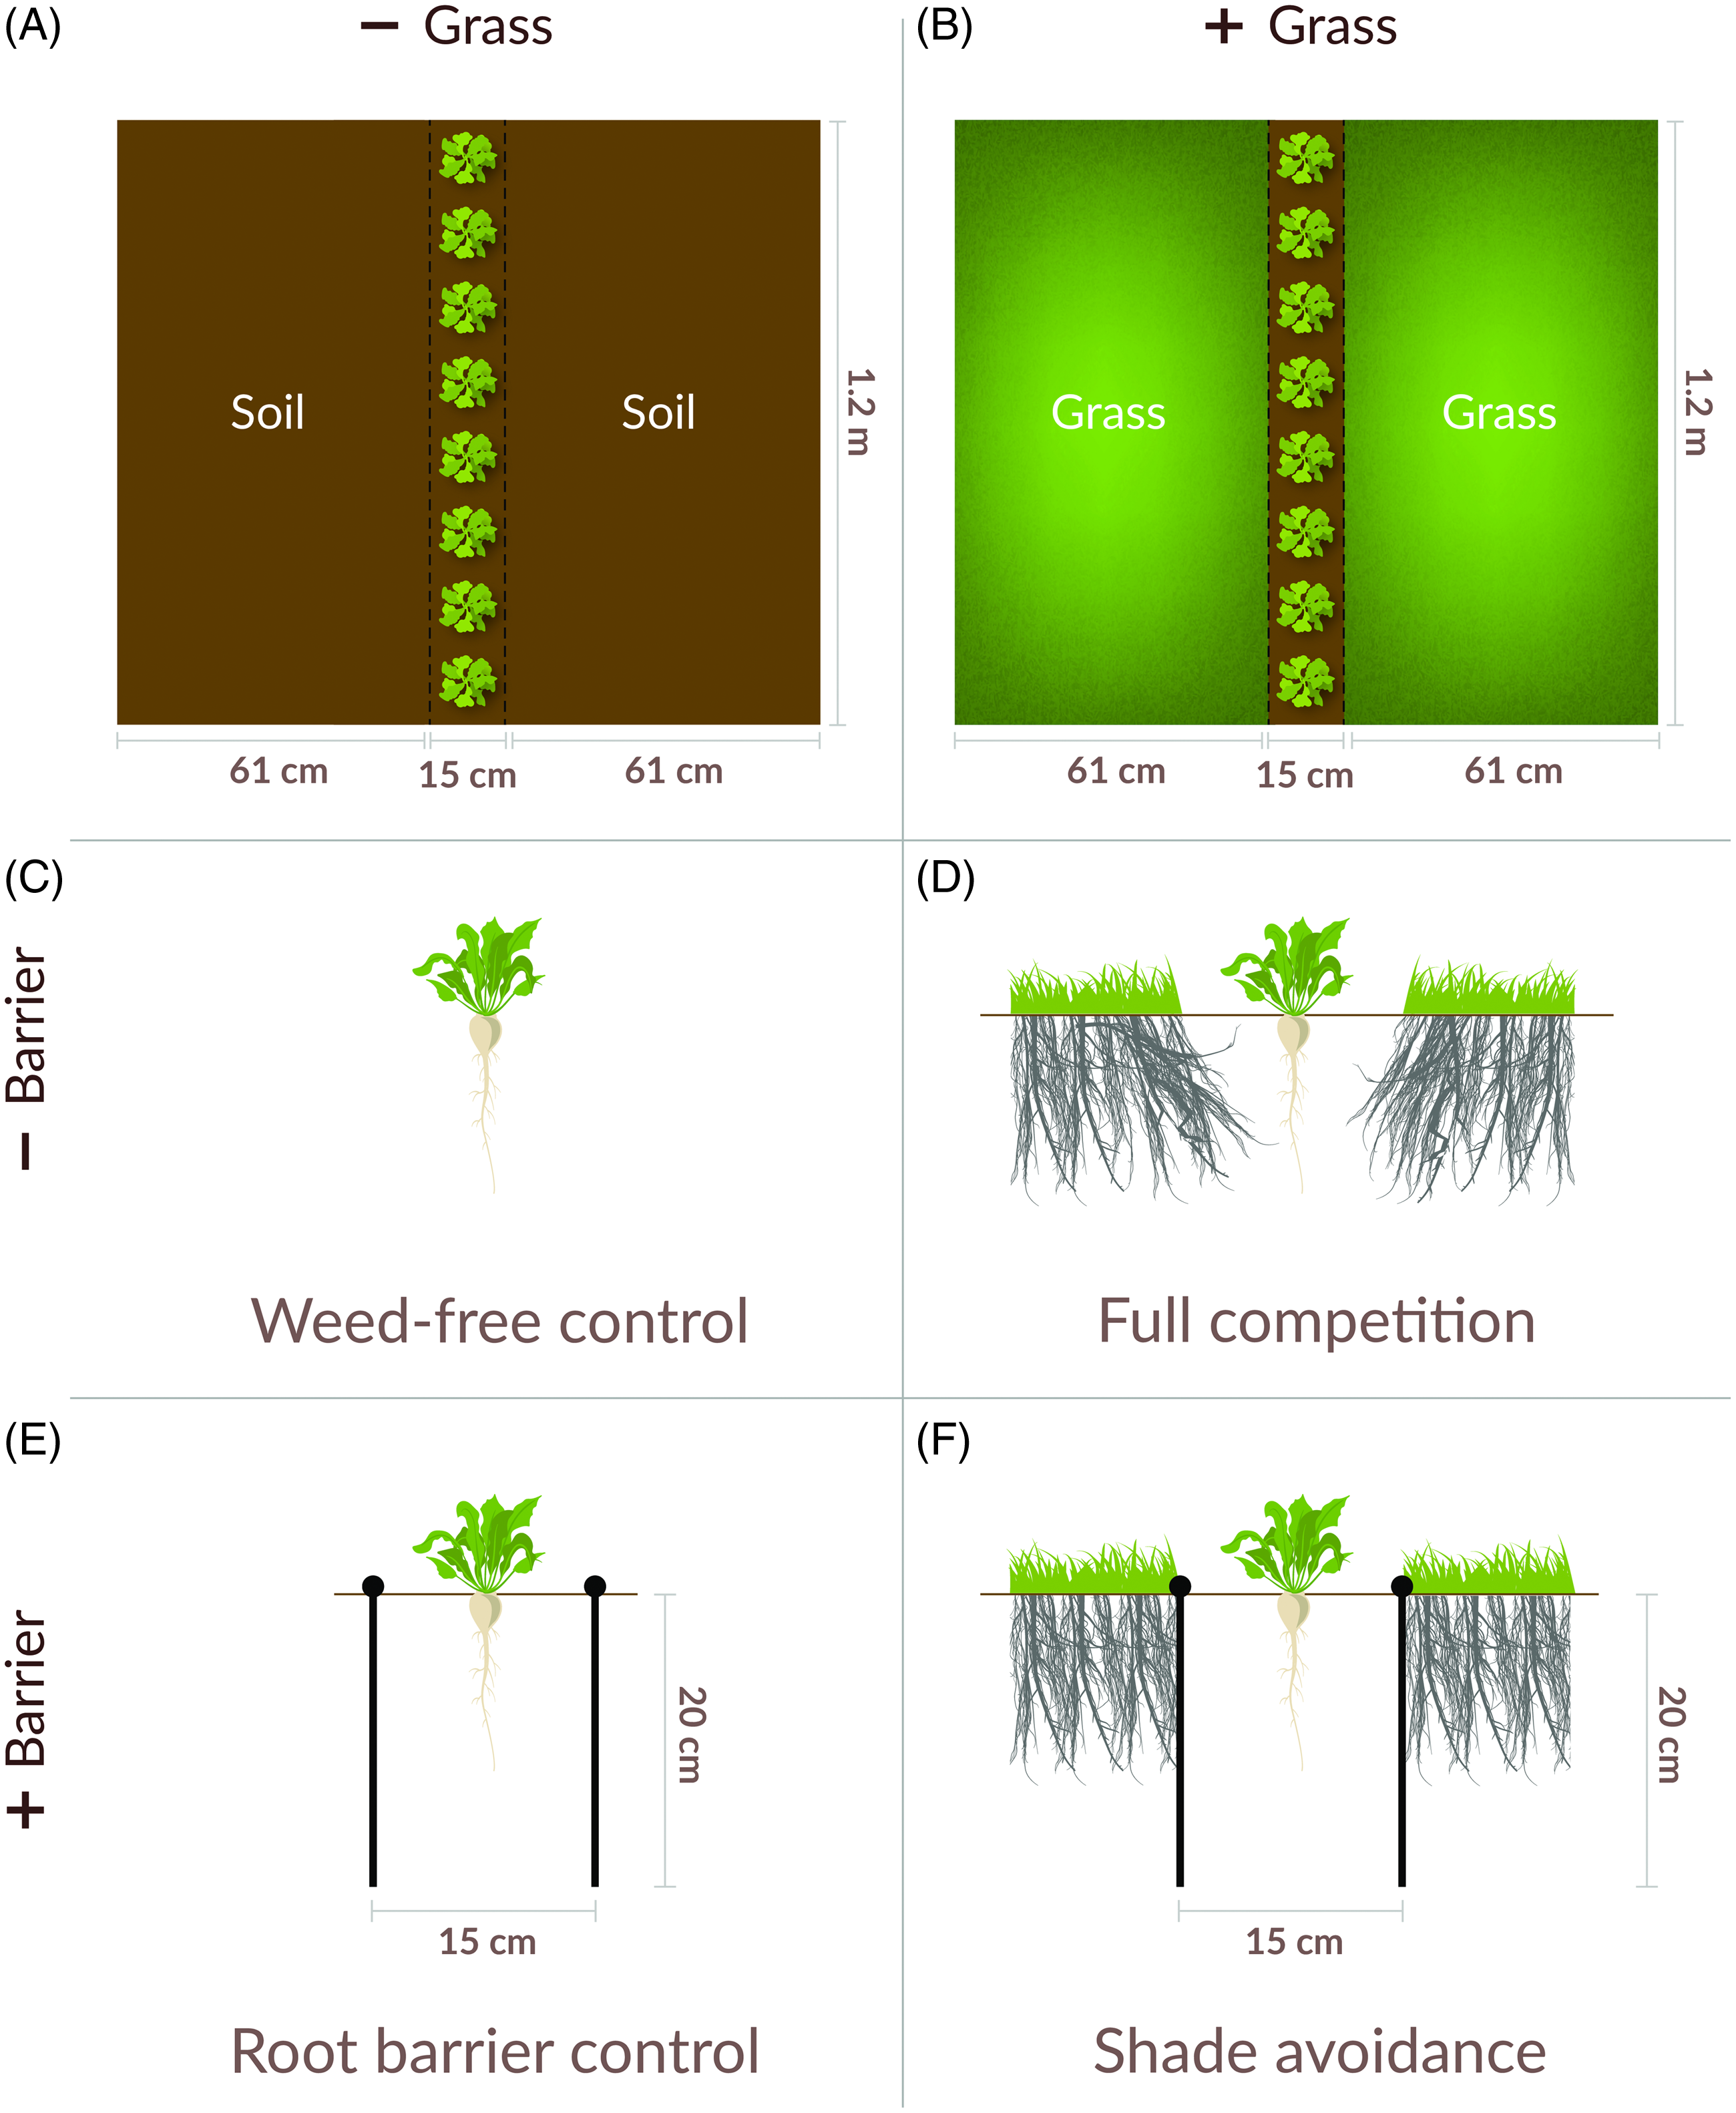 (A)
− Grass
(B)
+ Grass
Soil
Soil
1.2 m
Grass
Grass
1.2 m
61 cm
15 cm
61 cm
61 cm
15 cm
61 cm
− Barrier
(C)
Weed-free control
(D)
Full competition
+ Barrier
(E)
20 cm
15 cm
Root barrier control
(F)
20 cm
15 cm
Shade avoidance